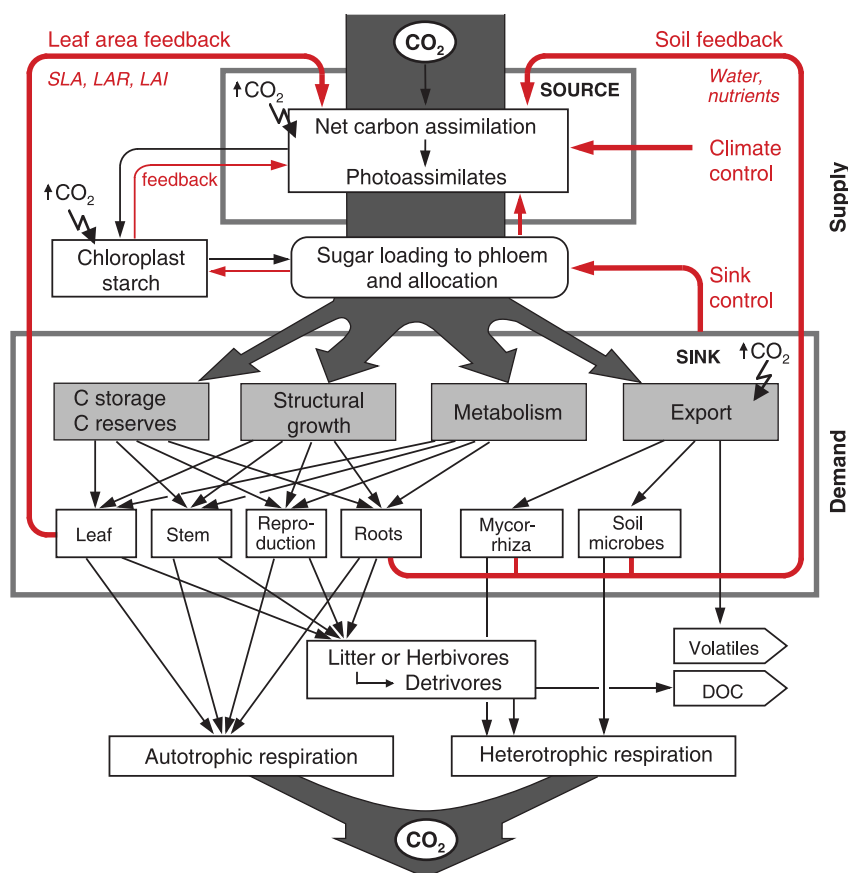 Leaf area feedback
CO2
Soil feedback
SLA, LAR, LAI
↑CO2
SOURCE
Water,
nutrients
Net carbon assimilation
Photoassimilates
Climate
control
feedback
↑CO2
Supply
Chloroplast
starch
Sugar loading to phloem
and allocation
Sink
control
SINK
↑CO2
C storage
C reserves
Structural
growth
Metabolism
Export
Demand
Leaf
Stem
Repro-
duction
Roots
Mycor-
rhiza
Soil
microbes
Litter or Herbivores
Detrivores
Volatiles
DOC
Autotrophic respiration
Heterotrophic respiration
CO2